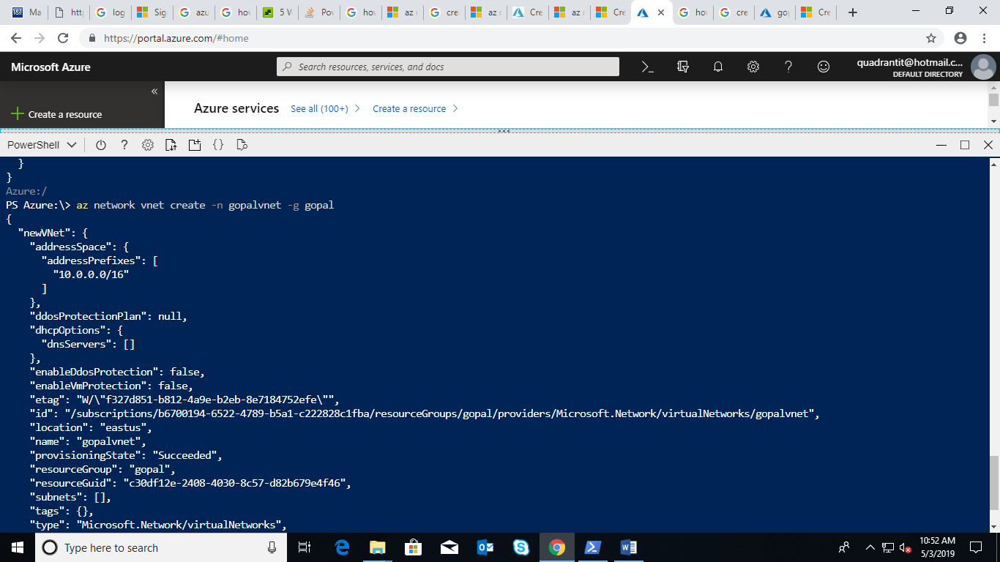 Ma
http
log
Sig
azu
how
5 W
Pov
how
az
cre
az
Cre
az
Cre
how
cre
gop
Cre
https://portal.azure.com/#home
Microsoft Azure
Search resources, services, and docs
quadrantit@hotmail.c...
DEFAULT DIRECTORY
«
Create a resource
Azure services
See all (100+)
Create a resource
PowerShell
  }
}
Azure:/
PS Azure:\> az network vnet create -n gopalvnet -g gopal
{
  "newVNet": {
    "addressSpace": {
      "addressPrefixes": [
        "10.0.0.0/16"
      ]
    },
    "ddosProtectionPlan": null,
    "dhcpOptions": {
      "dnsServers": []
    },
    "enableDdosProtection": false,
    "enableVmProtection": false,
    "etag": "W/\"f327d851-b812-4a9e-b2eb-8e7184752efe\"",
    "id": "/subscriptions/b6700194-6522-4789-b5a1-c222828c1fba/resourceGroups/gopal/providers/Microsoft.Network/virtualNetworks/gopalvnet",
    "location": "eastus",
    "name": "gopalvnet",
    "provisioningState": "Succeeded",
    "resourceGroup": "gopal",
    "resourceGuid": "c30df12e-2408-4030-8c57-d82b679e4f46",
    "subnets": [],
    "tags": {},
    "type": "Microsoft.Network/virtualNetworks",
Type here to search
10:52 AM
5/3/2019